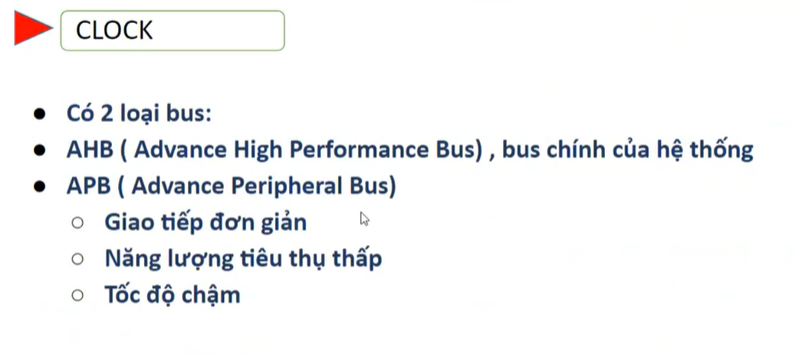 CLOCK
● Có 2 loại bus:
● AHB ( Advance High Performance Bus) , bus chính của hệ thống
● APB ( Advance Peripheral Bus)
○ Giao tiếp đơn giản
○ Năng lượng tiêu thụ thấp
○ Tốc độ chậm